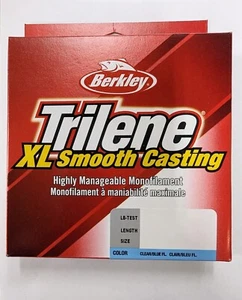 Berkley
Trilene
XL Smooth Casting
Highly Manageable Monofilament
Monofilament à maniabilité maximale
LB-TEST
LENGTH
SIZE
COLOR CLEAR/BLUE FL. CLAIR/BLEU FL.